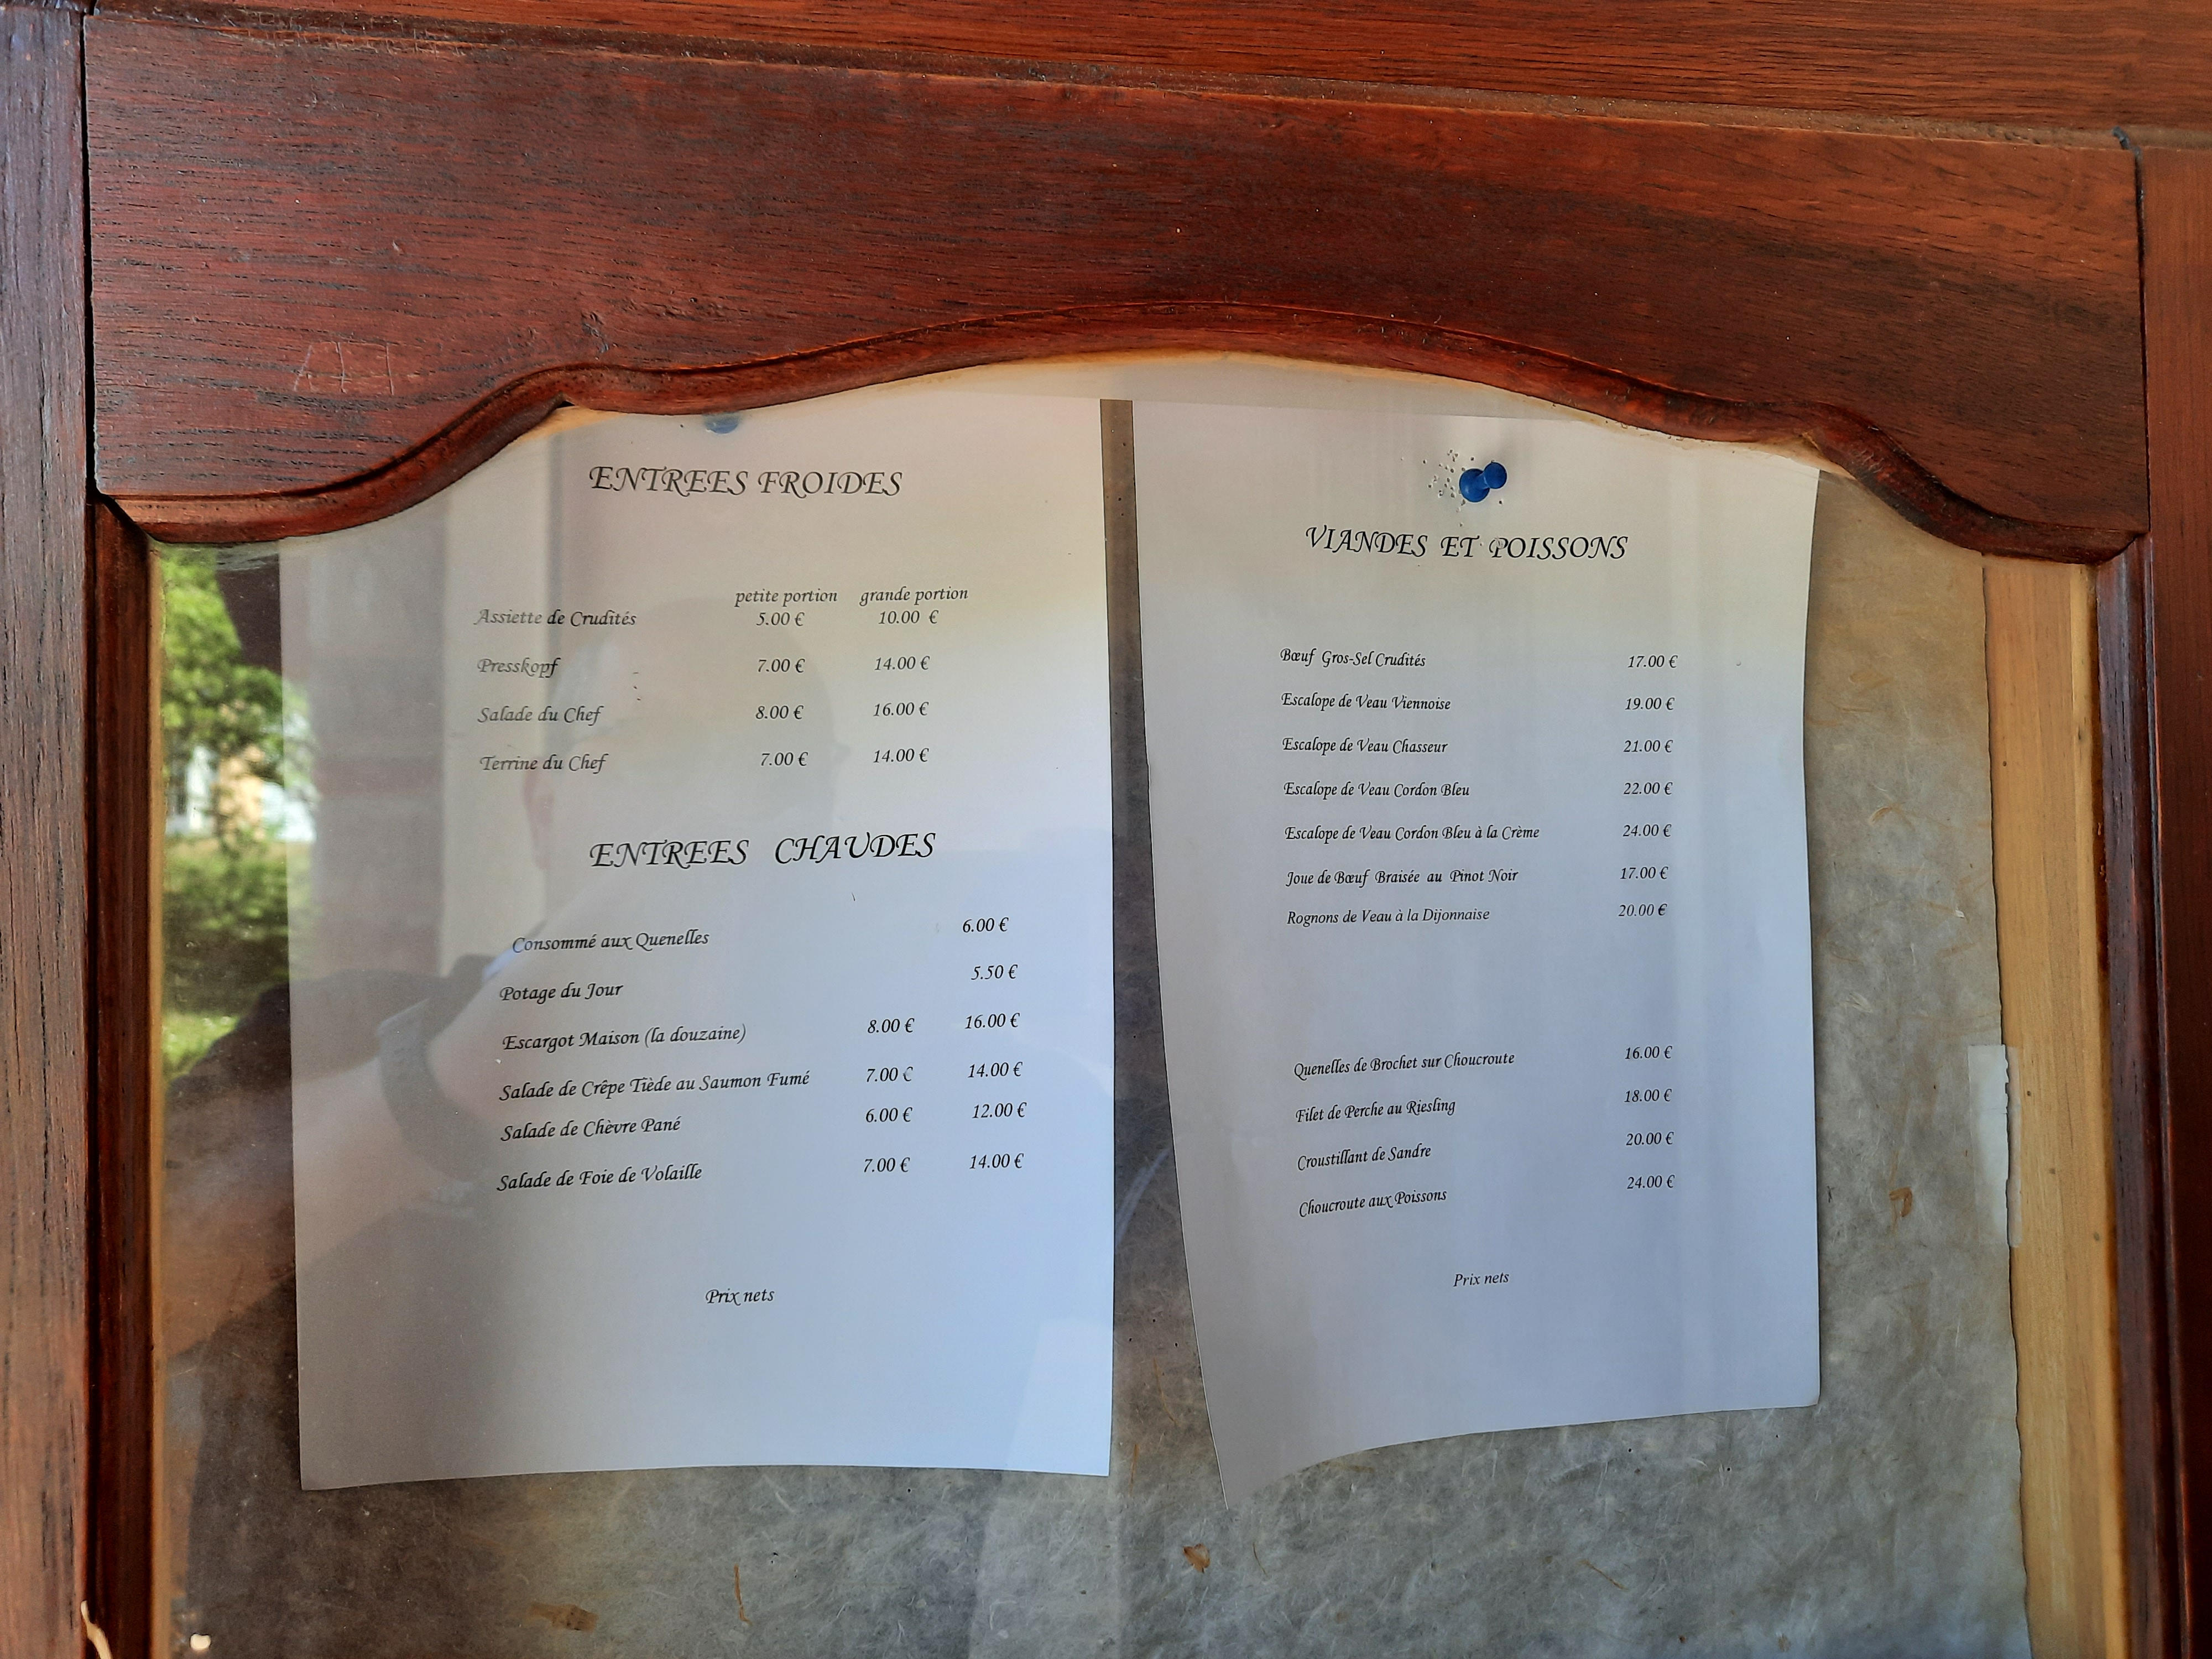 ENTREES FROIDES
petite portion grande portion
Assiette de Crudités 5.00 € 10.00 €
Presskopf 7.00 € 14.00 €
Salade du Chef 8.00 € 16.00 €
Terrine du Chef 7.00 € 14.00 €
ENTREES CHAUDES
Consommé aux Quenelles 6.00 €
Potage du Jour 5.50 €
Escargot Maison (la douzaine) 8.00 € 16.00 €
Salade de Crêpe Tiède au Saumon Fumé 7.00 € 14.00 €
Salade de Chèvre Pané 6.00 € 12.00 €
Salade de Foie de Volaille 7.00 € 14.00 €
Prix nets
VIANDES ET POISSONS
Bœuf Gros-Sel Crudités 17.00 €
Escalope de Veau Viennoise 19.00 €
Escalope de Veau Chasseur 21.00 €
Escalope de Veau Cordon Bleu 22.00 €
Escalope de Veau Cordon Bleu à la Crème 24.00 €
Joue de Bœuf Braisée au Pinot Noir 17.00 €
Rognons de Veau à la Dijonnaise 20.00 €
Quenelles de Brochet sur Choucroute 16.00 €
Filet de Perche au Riesling 18.00 €
Croustillant de Sandre 20.00 €
Choucroute aux Poissons 24.00 €
Prix nets